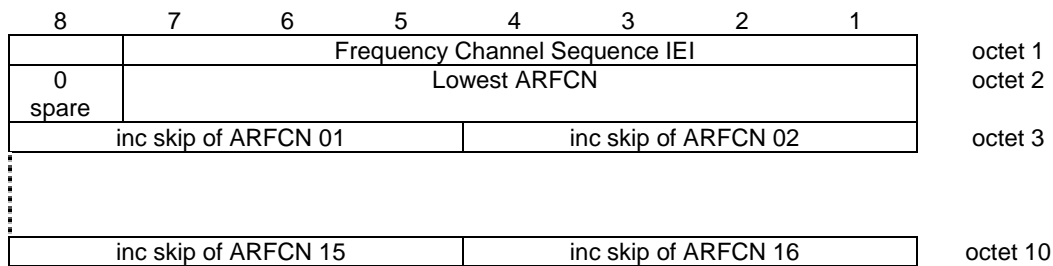 8 7 6 5 4 3 2 1
Frequency Channel Sequence IEI octet 1
0 Lowest ARFCN octet 2
spare
inc skip of ARFCN 01 inc skip of ARFCN 02 octet 3
inc skip of ARFCN 15 inc skip of ARFCN 16 octet 10